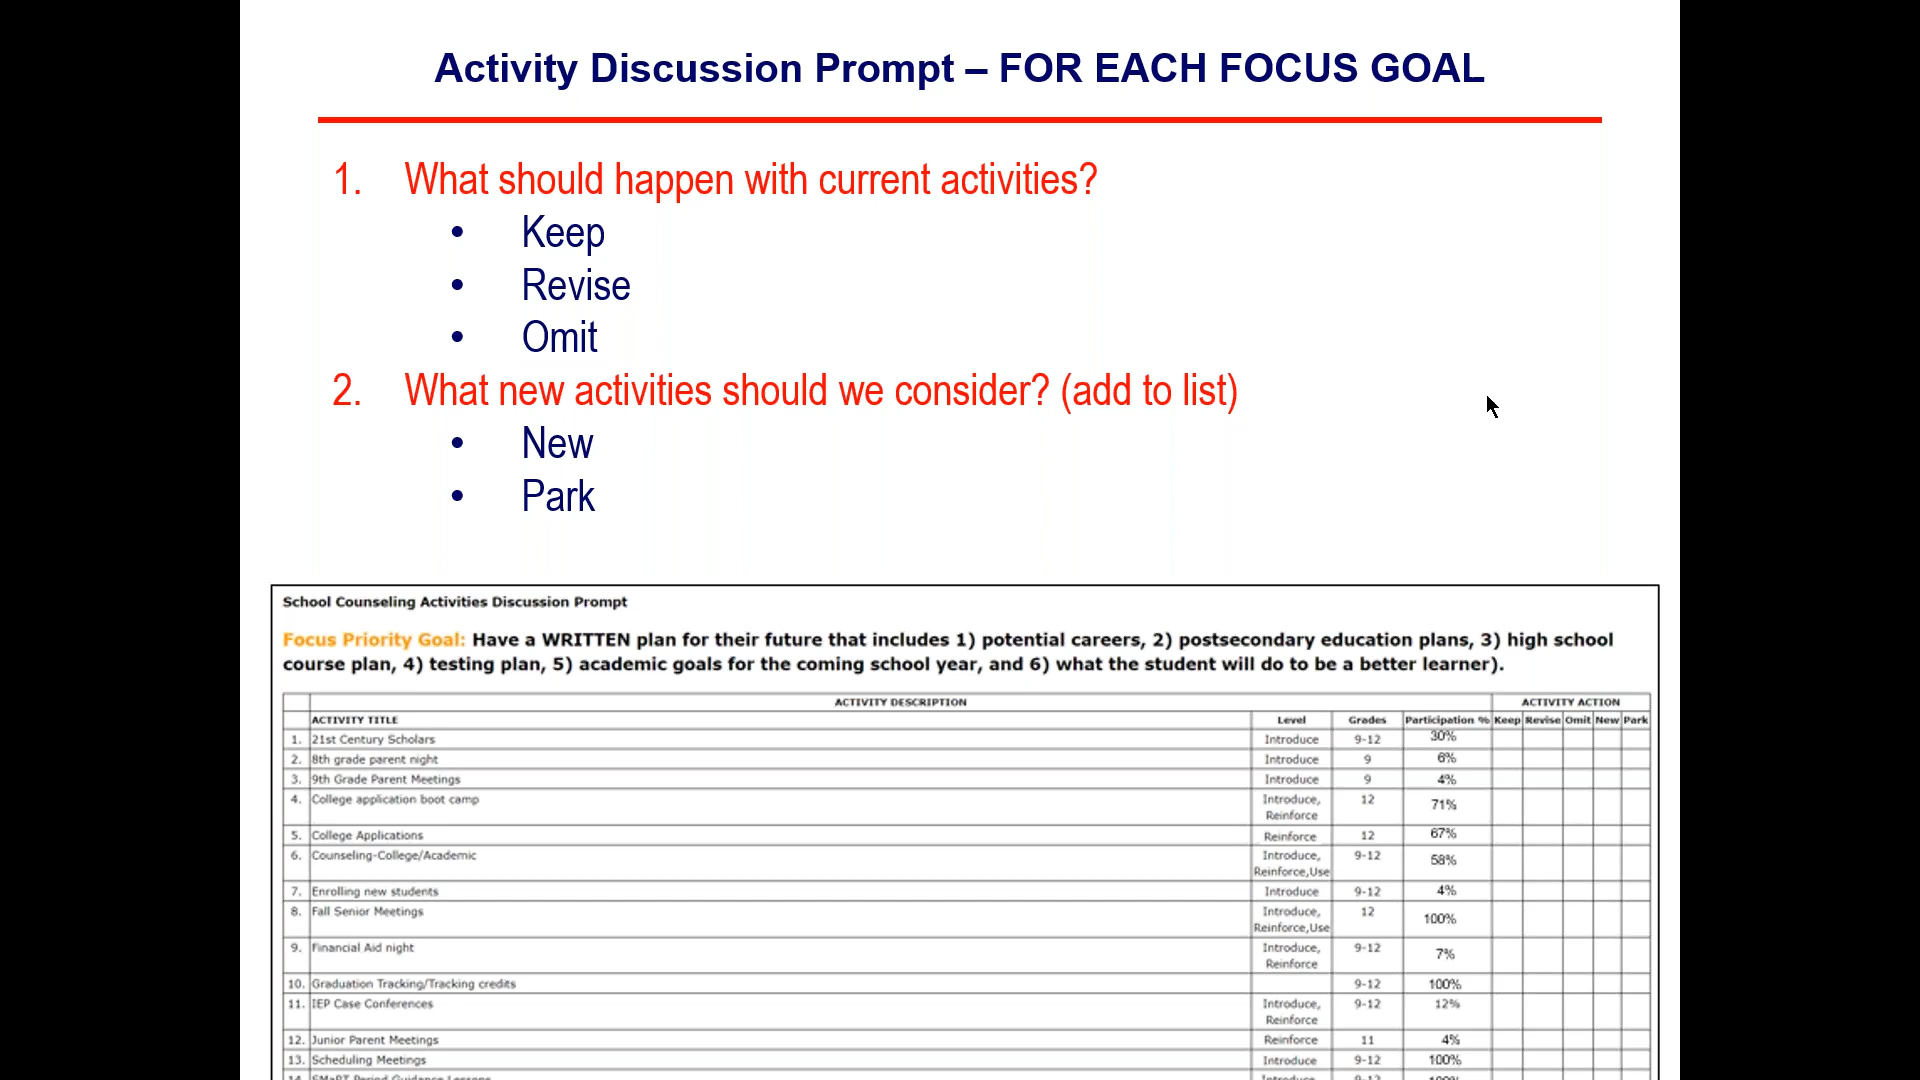 Activity Discussion Prompt – FOR EACH FOCUS GOAL
1. What should happen with current activities?
• Keep
• Revise
• Omit
2. What new activities should we consider? (add to list)
• New
• Park
School Counseling Activities Discussion Prompt
Focus Priority Goal: Have a WRITTEN plan for their future that includes 1) potential careers, 2) postsecondary education plans, 3) high school
course plan, 4) testing plan, 5) academic goals for the coming school year, and 6) what the student will do to be a better learner).
ACTIVITY DESCRIPTION ACTIVITY ACTION
ACTIVITY TITLE Level Grades Participation % Keep Revise Omit New Park
1. 21st Century Scholars Introduce 9-12 30%
2. 8th grade parent night Introduce 9 6%
3. 9th Grade Parent Meetings Introduce 9 4%
4. College application boot camp Introduce, 12 71%
Reinforce
5. College Applications Reinforce 12 67%
6. Counseling-College/Academic Introduce, 9-12 58%
Reinforce,Use
7. Enrolling new students Introduce 9-12 4%
8. Fall Senior Meetings Introduce, 12 100%
Reinforce,Use
9. Financial Aid night Introduce, 9-12 7%
Reinforce
10. Graduation Tracking/Tracking credits 9-12 100%
11. IEP Case Conferences Introduce, 9-12 12%
Reinforce
12. Junior Parent Meetings Reinforce 11 4%
13. Scheduling Meetings Introduce 9-12 100%
14. SMaRT Period Guidance Lessons Introduce 9-12 100%